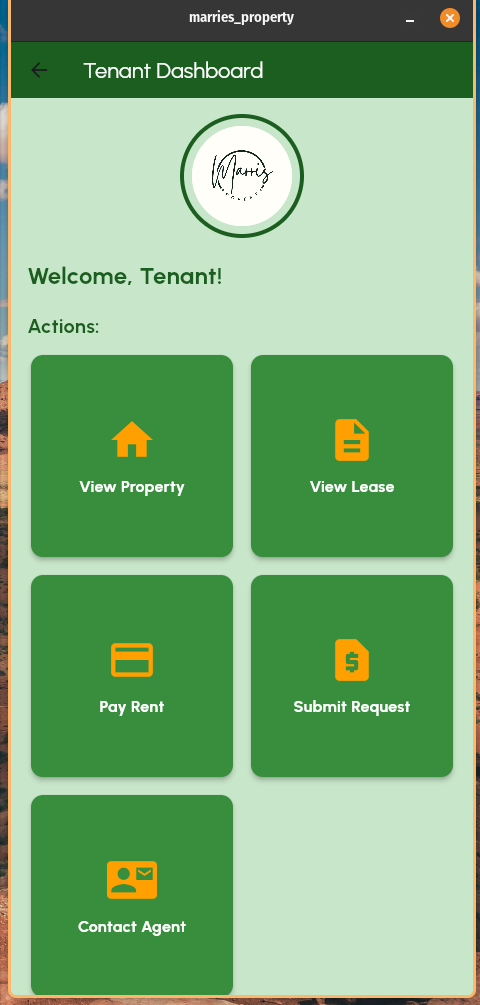 marries_property
Tenant Dashboard
Marris
Welcome, Tenant!
Actions:
View Property
View Lease
Pay Rent
Submit Request
Contact Agent